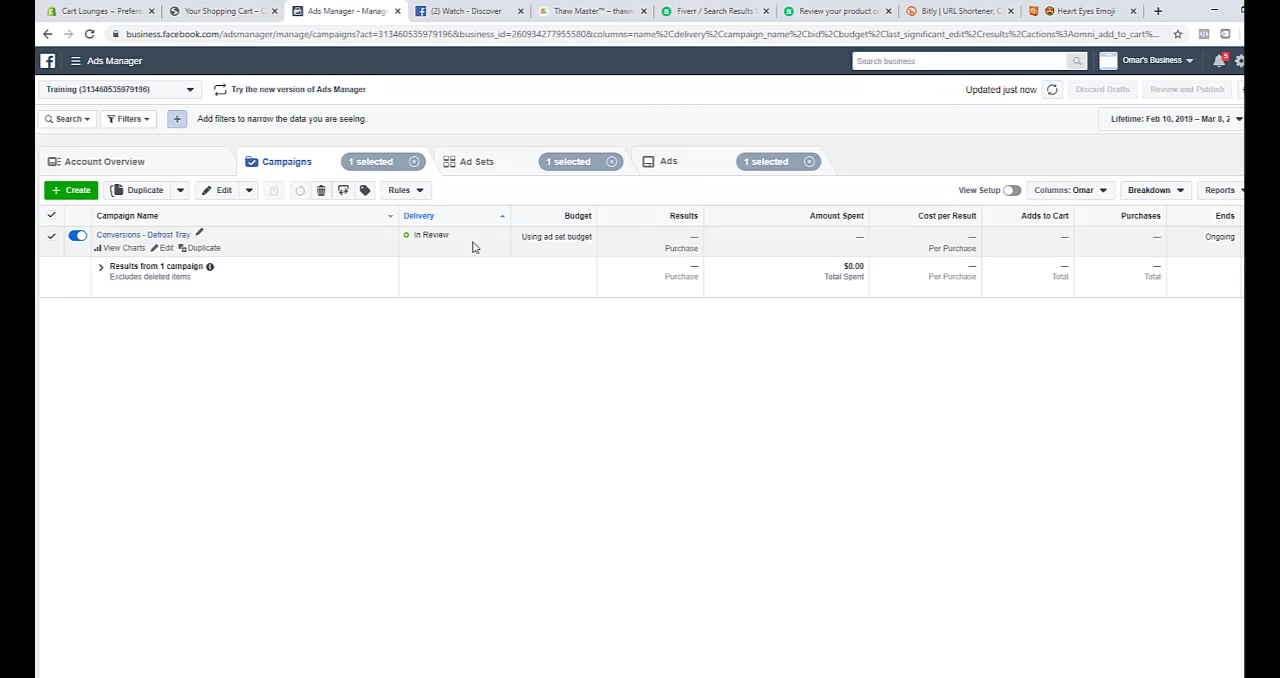 Cart Lounges – Prefere
Your Shopping Cart – C
Ads Manager - Manag
(2) Watch - Discover
Thaw Master™ – thawn
Fiverr / Search Results
Review your product o
Bitly | URL Shortener, C
Heart Eyes Emoji
business.facebook.com/adsmanager/manage/campaigns?act=313460535979196&business_id=260934277955580&columns=name%2Cdelivery%2Ccampaign_name%2Cbid%2Cbudget%2Clast_significant_edit%2Cresults%2Cactions%3Aomni_add_to_cart%...
Ads Manager
Search business
Omar's Business
5
Training (313460535979196)
Try the new version of Ads Manager
Updated just now
Discard Drafts
Review and Publish
Search
Filters
Add filters to narrow the data you are seeing.
Lifetime: Feb 10, 2019 – Mar 8, 2
Account Overview
Campaigns
1 selected
Ad Sets
1 selected
Ads
1 selected
+ Create
Duplicate
Edit
Rules
View Setup
Columns: Omar
Breakdown
Reports
Campaign Name
Delivery
Budget
Results
Amount Spent
Cost per Result
Adds to Cart
Purchases
Ends
Conversions - Defrost Tray
In Review
Using ad set budget
—
—
—
—
—
Ongoing
View Charts
Edit
Duplicate
Purchase
Per Purchase
Results from 1 campaign
—
$0.00
—
—
—
Excludes deleted items
Purchase
Total Spent
Per Purchase
Total
Total